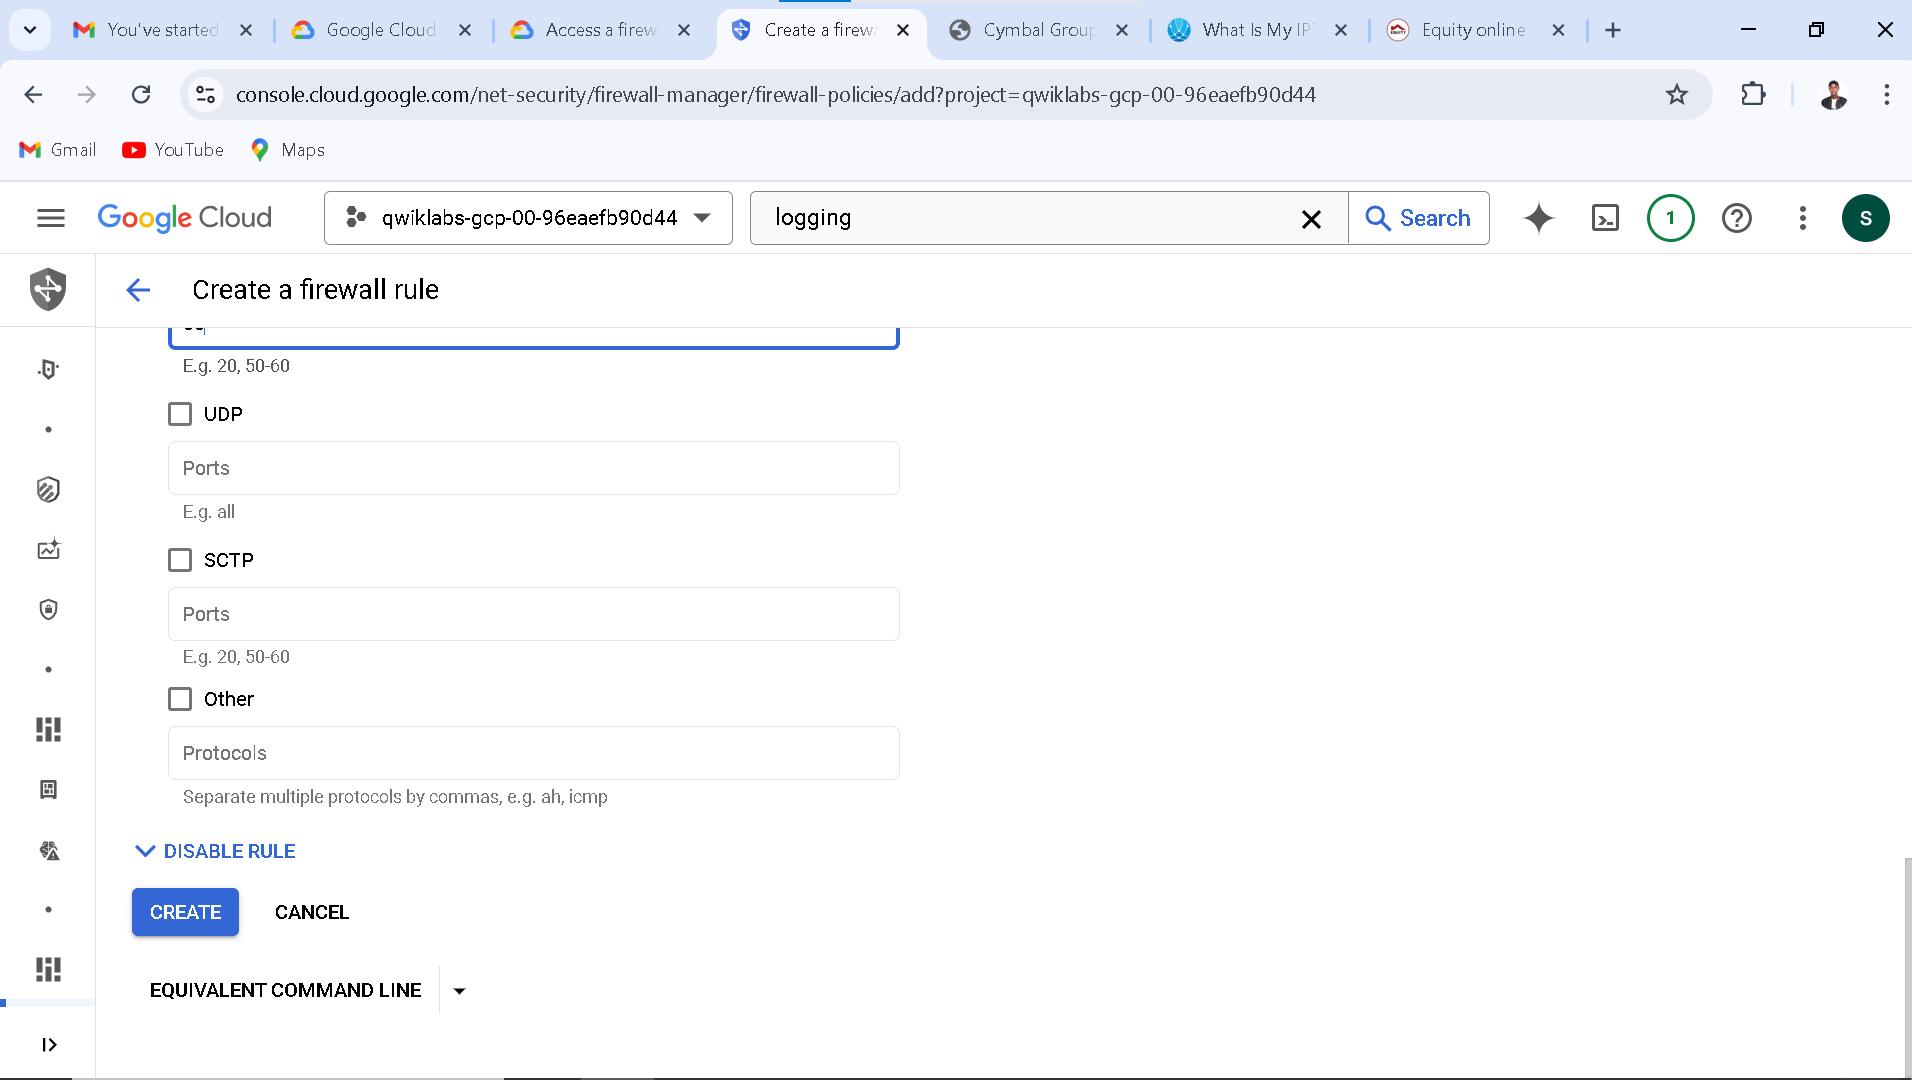 You've started
Google Cloud
Access a firew
Create a firewa
Cymbal Group
What Is My IP
Equity online
console.cloud.google.com/net-security/firewall-manager/firewall-policies/add?project=qwiklabs-gcp-00-96eaefb90d44
Gmail
YouTube
Maps
Google Cloud
qwiklabs-gcp-00-96eaefb90d44
logging
Search
1
S
Create a firewall rule
E.g. 20, 50-60
UDP
Ports
E.g. all
SCTP
Ports
E.g. 20, 50-60
Other
Protocols
Separate multiple protocols by commas, e.g. ah, icmp
DISABLE RULE
CREATE
CANCEL
EQUIVALENT COMMAND LINE